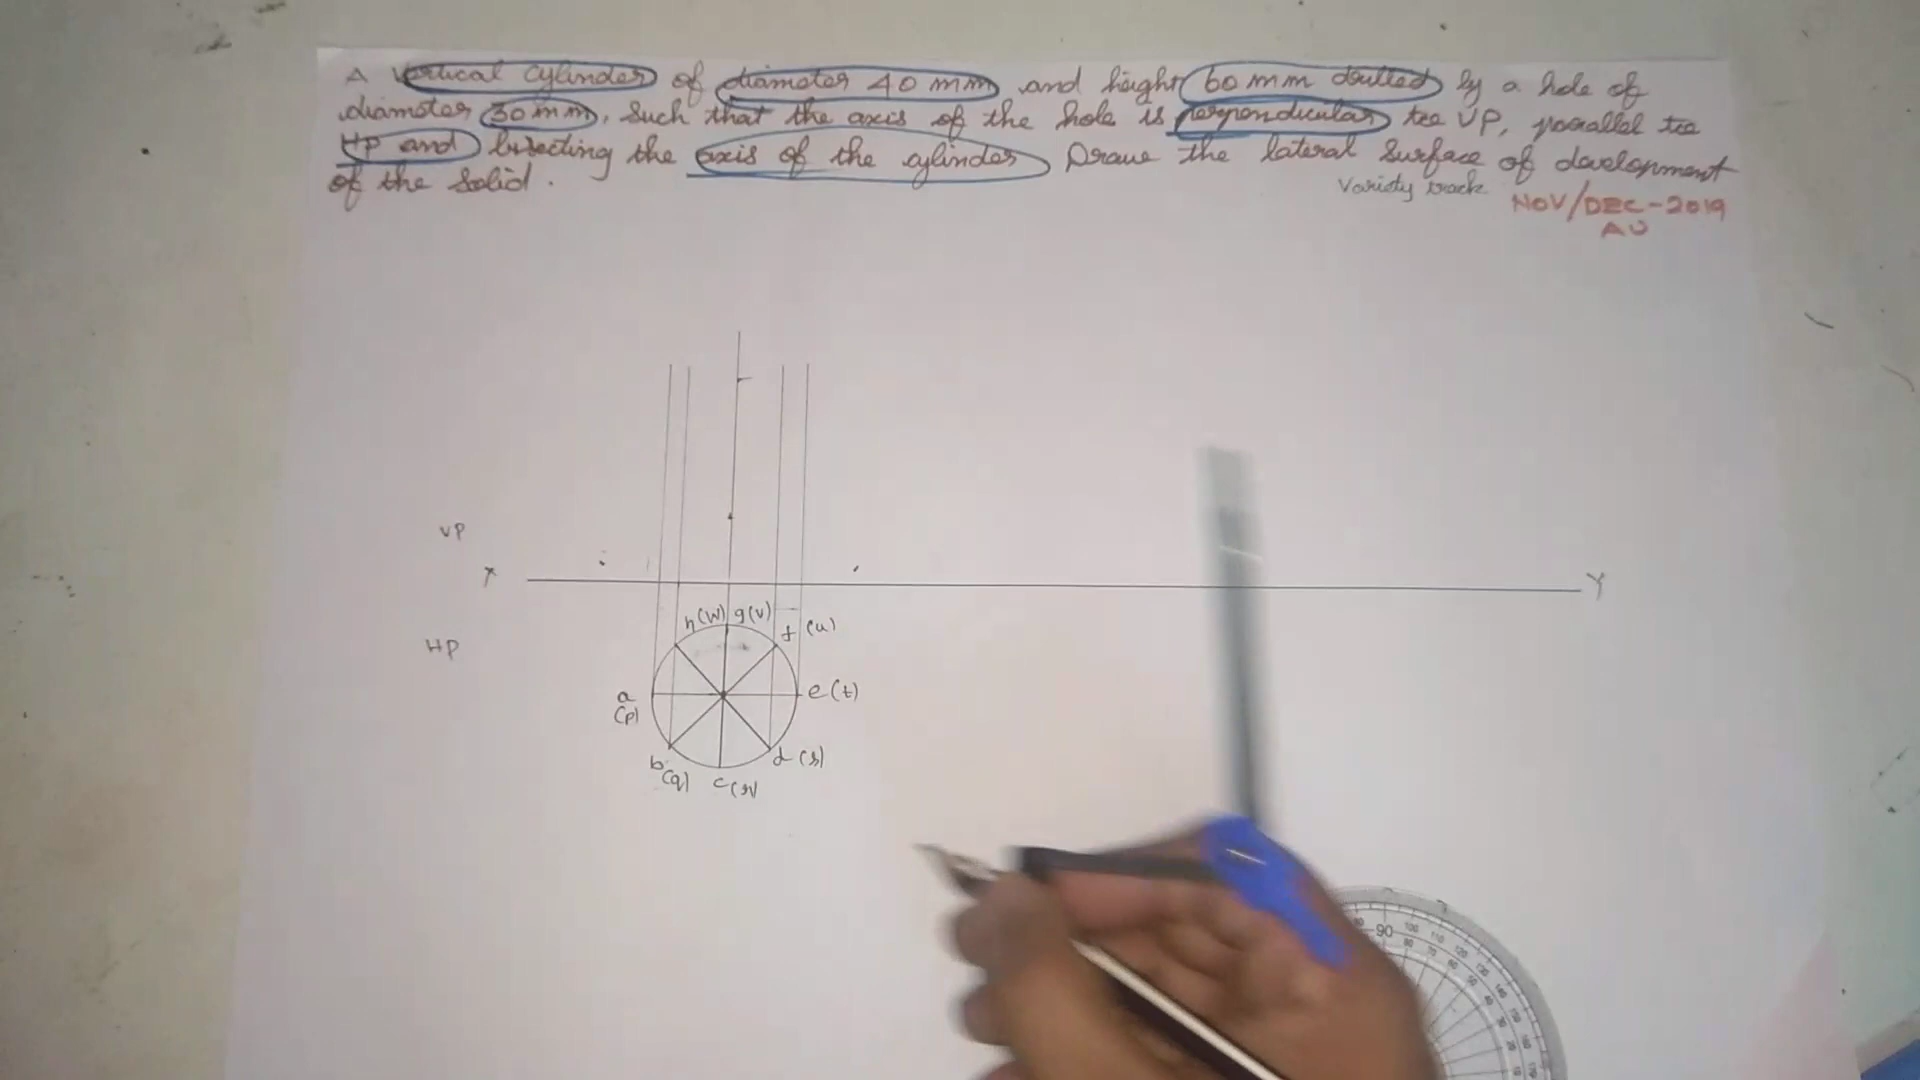 A Vertical Cylinder of diameter 40 mm and height 60 mm drilled by a hole of
diameter 30 mm, such that the axis of the hole is perpendicular to VP, parallel to
HP and bisecting the axis of the cylinder Draw the lateral surface of development
of the solid.
Variety track
NOV/DEC-2019
AU
VP
X
Y
HP
h(w) g(v)
f (u)
a
(p)
e(t)
b(q)
c(r)
d(s)
90